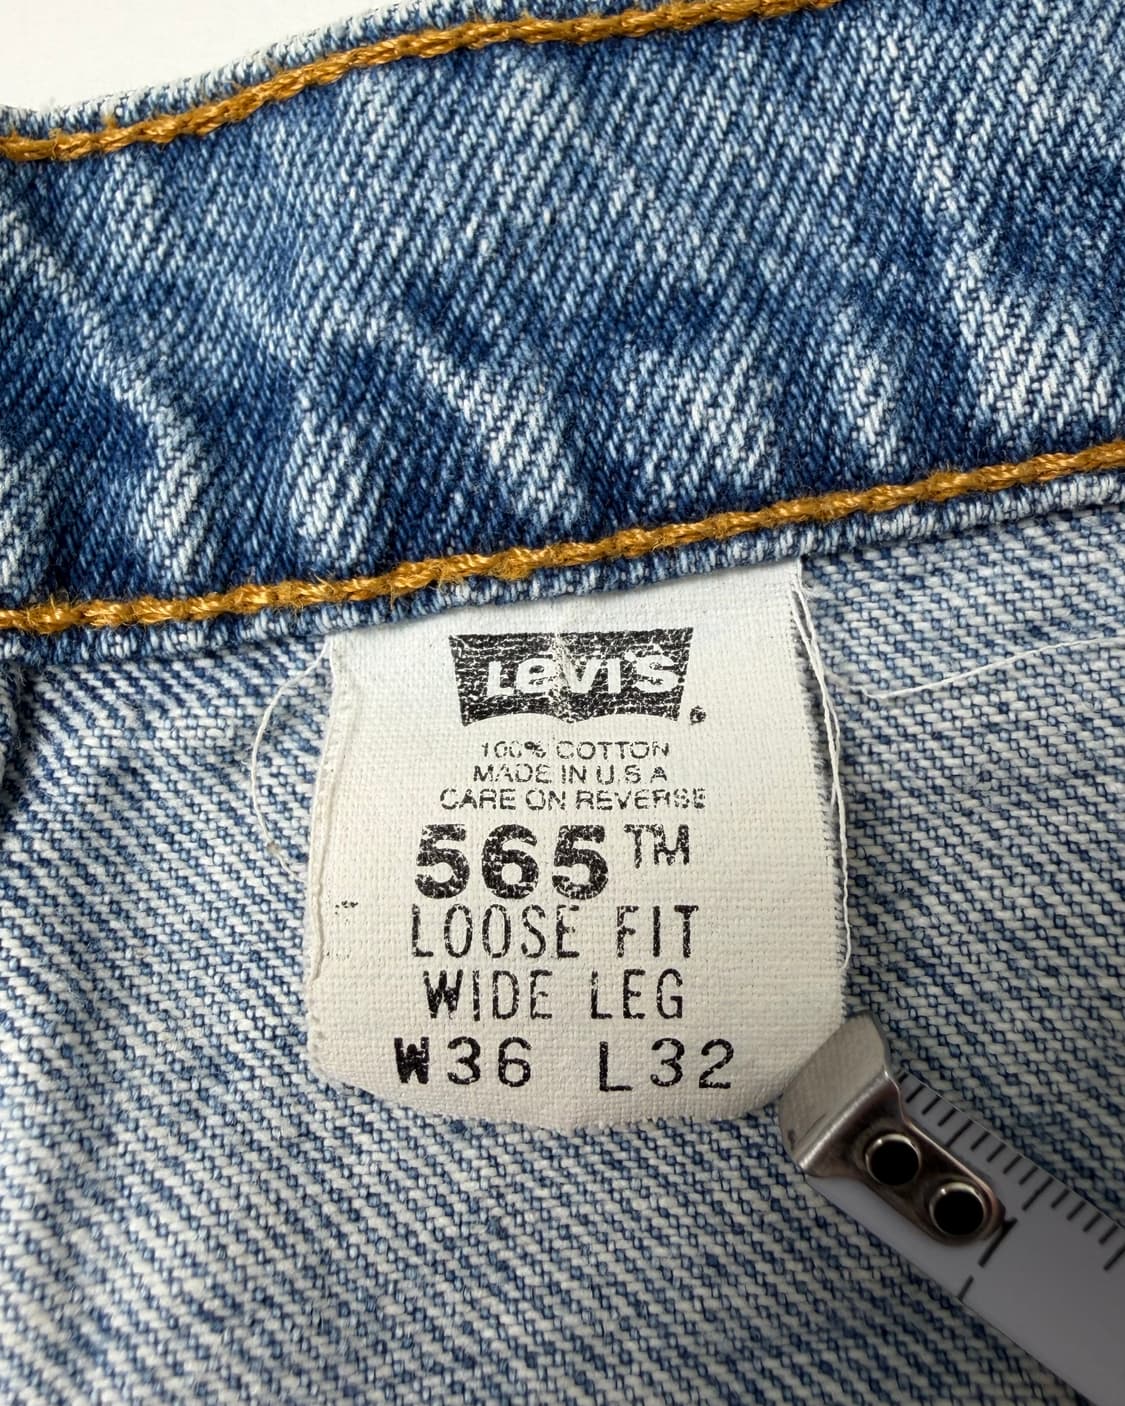 LEVI'S
100% COTTON
MADE IN U.S.A
CARE ON REVERSE
565™
LOOSE FIT
WIDE LEG
W36 L32